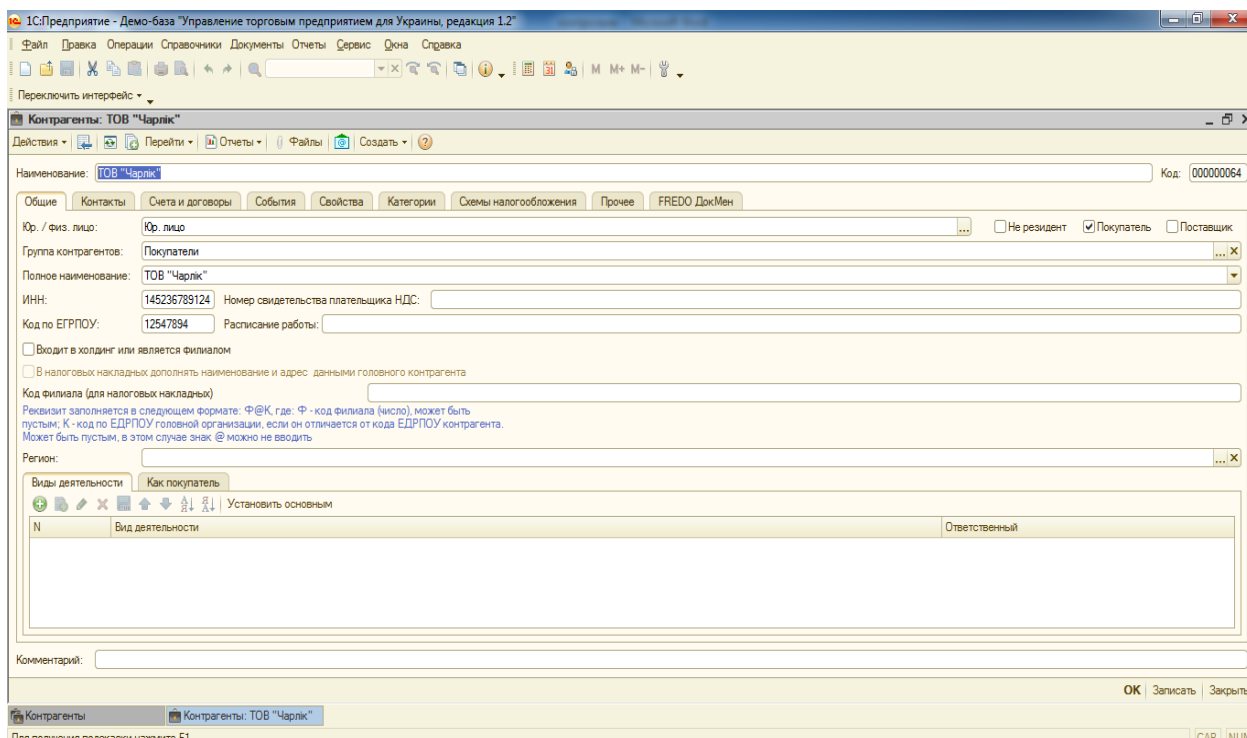 1С:Предприятие - Демо-база "Управление торговым предприятием для Украины, редакция 1.2"
Файл Правка Операции Справочники Документы Отчеты Сервис Окна Справка
M M+ M-
Переключить интерфейс
Контрагенты: ТОВ "Чарлік"
Действия Перейти Отчеты Файлы Создать
Наименование: ТОВ "Чарлік" Код: 000000064
Общие Контакты Счета и договоры События Свойства Категории Схемы налогообложения Прочее FREDO ДокМен
Юр. / физ. лицо: Юр. лицо ... Не резидент Покупатель Поставщик
Группа контрагентов: Покупатели ... X
Полное наименование: ТОВ "Чарлік"
ИНН: 145236789124 Номер свидетельства плательщика НДС:
Код по ЕГРПОУ: 12547894 Расписание работы:
Входит в холдинг или является филиалом
В налоговых накладных дополнять наименование и адрес данными головного контрагента
Код филиала (для налоговых накладных)
Реквизит заполняется в следующем формате: Ф@К, где: Ф - код филиала (число), может быть
пустым; К - код по ЕДРПОУ головной организации, если он отличается от кода ЕДРПОУ контрагента.
Может быть пустым, в этом случае знак @ можно не вводить
Регион: ... X
Виды деятельности Как покупатель
Установить основным
N Вид деятельности Ответственный
Комментарий:
OK Записать Закрыть
Контрагенты Контрагенты: ТОВ "Чарлік"
Для получения подсказки нажмите F1 CAP NUM